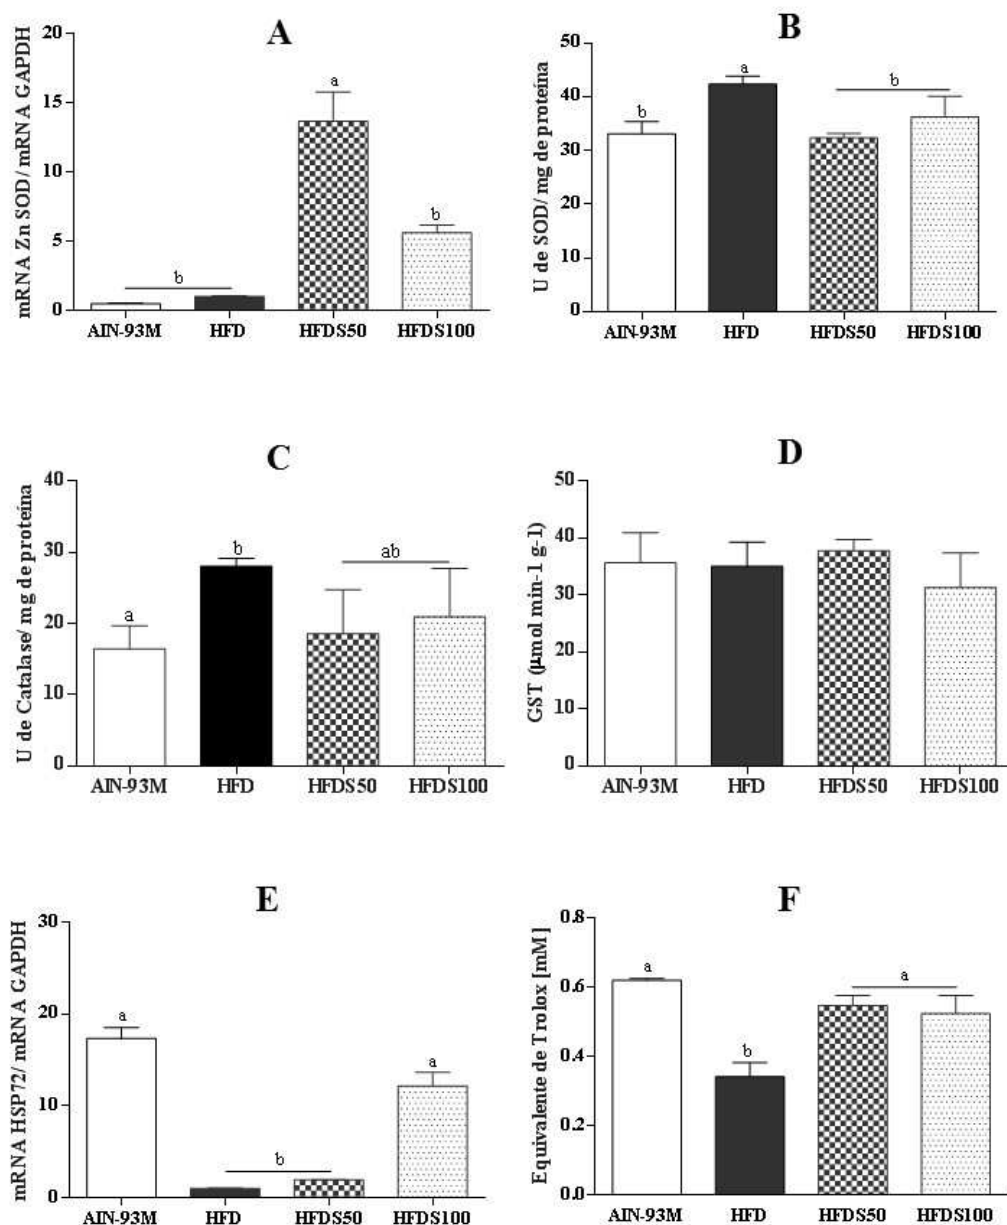 A
mRNA Zn SOD/ mRNA GAPDH
20
15
10
5
0
a
b
b
AIN-93M HFD HFDS50 HFDS100
B
U de SOD/ mg de proteína
50
40
30
20
10
0
a
b
b
AIN-93M HFD HFDS50 HFDS100
C
U de Catalase/ mg de proteína
40
30
20
10
0
b
ab
a
AIN-93M HFD HFDS50 HFDS100
D
GST (µmol min-1 g-1)
50
40
30
20
10
0
AIN-93M HFD HFDS50 HFDS100
E
mRNA HSP72/ mRNA GAPDH
30
20
10
0
a
a
b
AIN-93M HFD HFDS50 HFDS100
F
Equivalente de Trolox [mM]
0.8
0.6
0.4
0.2
0.0
a
a
b
AIN-93M HFD HFDS50 HFDS100